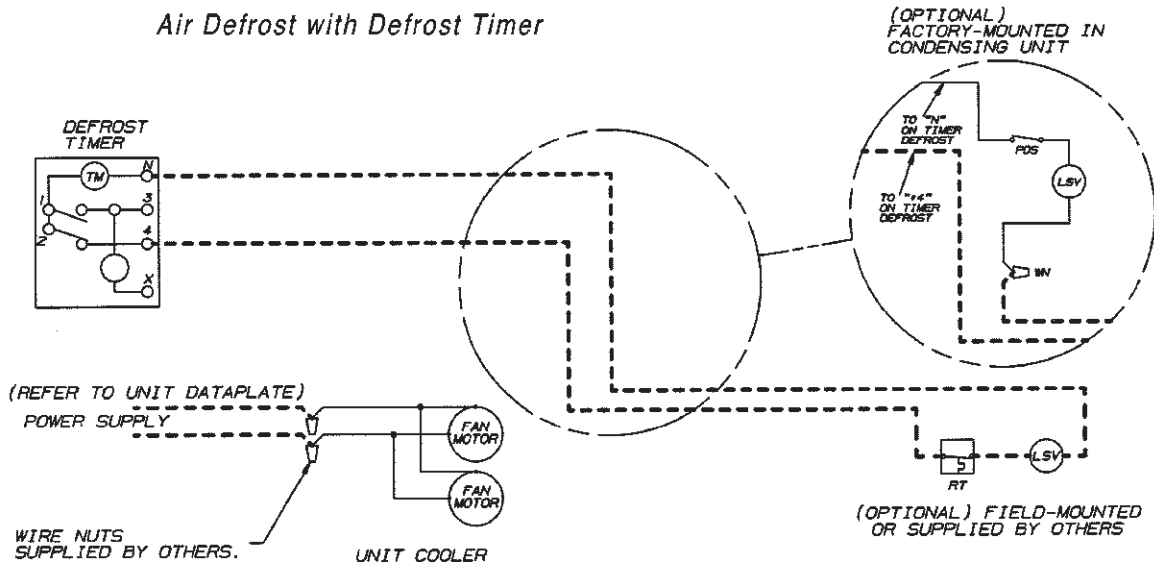 Air Defrost with Defrost Timer
(OPTIONAL)
FACTORY-MOUNTED IN
CONDENSING UNIT
DEFROST
TIMER
TM
N
1
3
2
4
X
TO "N"
ON TIMER
DEFROST
PDS
LSV
TO "#4"
ON TIMER
DEFROST
WN
(REFER TO UNIT DATAPLATE)
POWER SUPPLY
FAN
MOTOR
FAN
MOTOR
WIRE NUTS
SUPPLIED BY OTHERS.
UNIT COOLER
RT
LSV
(OPTIONAL) FIELD-MOUNTED
OR SUPPLIED BY OTHERS